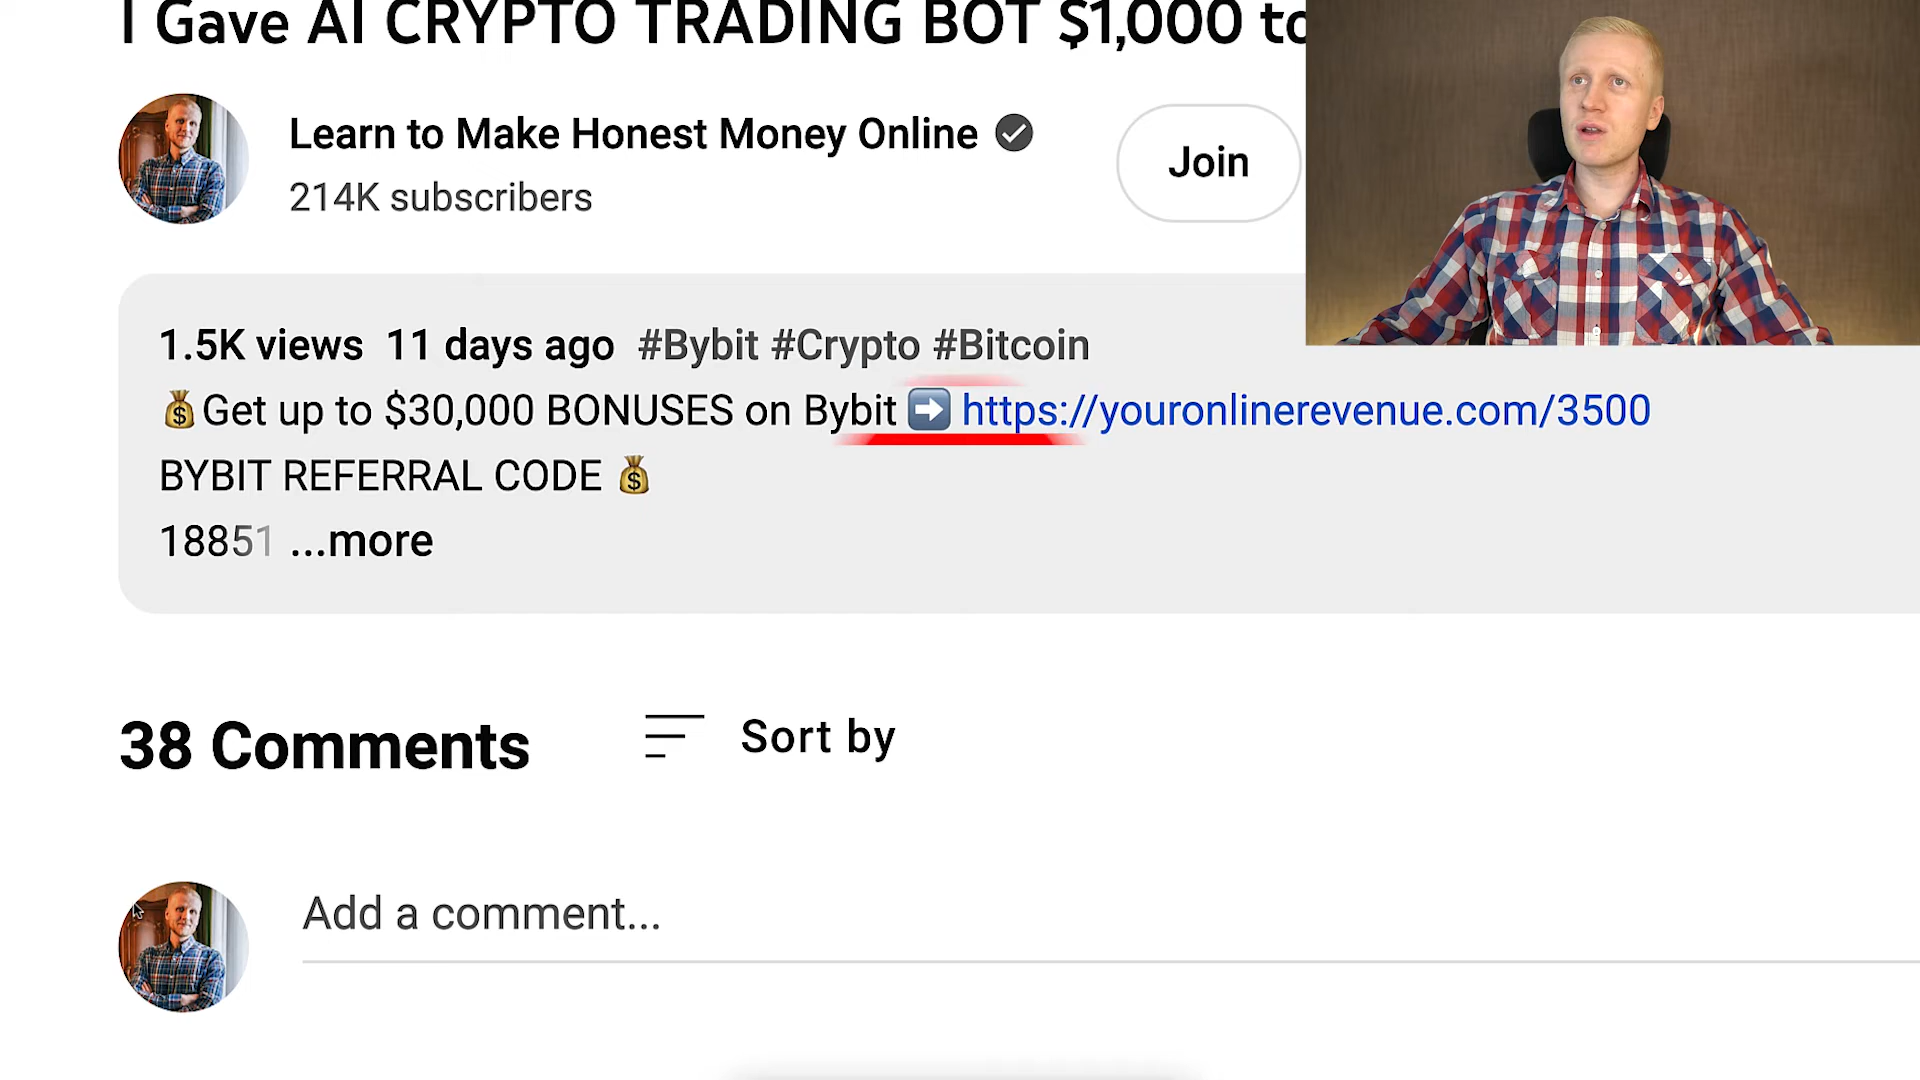 I Gave AI CRYPTO TRADING BOT $1,000 to
Learn to Make Honest Money Online
214K subscribers
Join
1.5K views 11 days ago #Bybit #Crypto #Bitcoin
💰Get up to $30,000 BONUSES on Bybit ➡️ https://youronlinerevenue.com/3500
BYBIT REFERRAL CODE 💰
18851 ...more
38 Comments
Sort by
Add a comment...